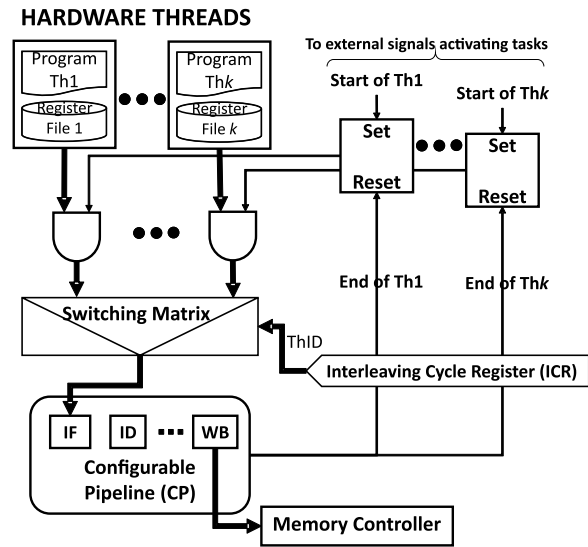 HARDWARE THREADS
To external signals activating tasks
Program
Th1
Register
File 1
Program
Thk
Register
File k
Start of Th1
Start of Thk
Set
Reset
Set
Reset
End of Th1
End of Thk
Switching Matrix
ThID
Interleaving Cycle Register (ICR)
IF
ID
WB
Configurable
Pipeline (CP)
Memory Controller